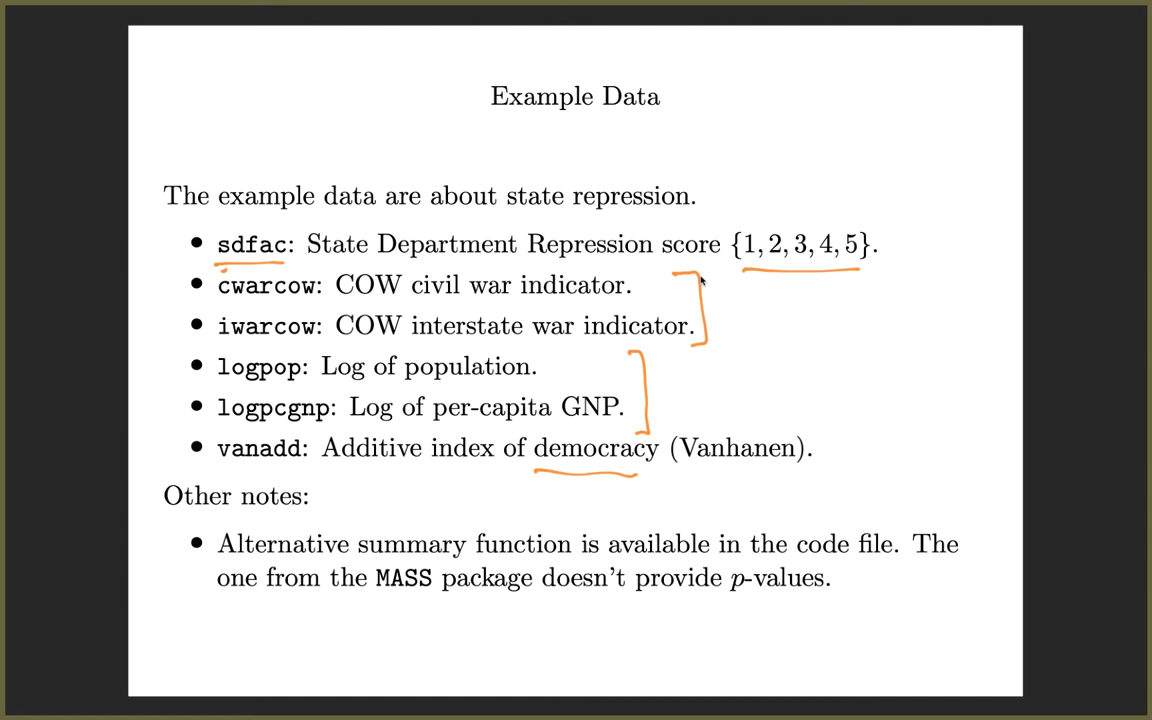 Example Data
The example data are about state repression.
• sdfac: State Department Repression score {1, 2, 3, 4, 5}.
• cwarcow: COW civil war indicator.
• iwarcow: COW interstate war indicator.
• logpop: Log of population.
• logpcgnp: Log of per-capita GNP.
• vanadd: Additive index of democracy (Vanhanen).
Other notes:
• Alternative summary function is available in the code file. The
one from the MASS package doesn't provide p-values.